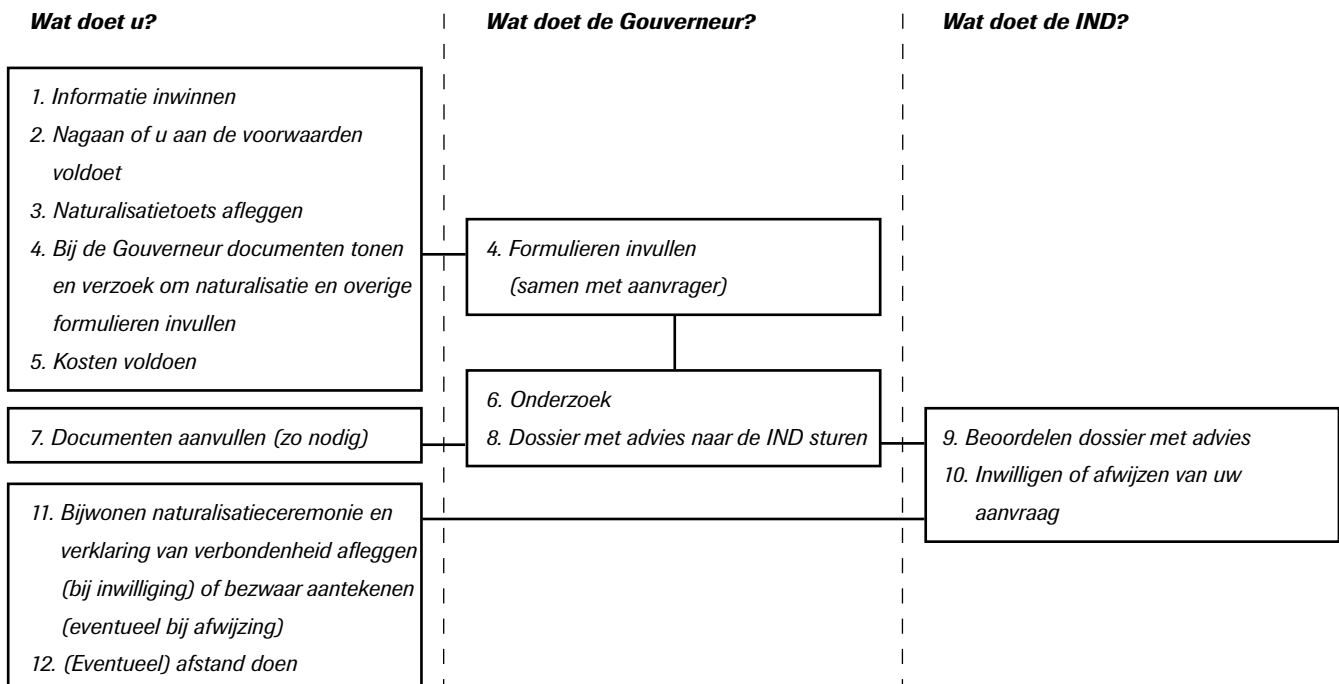 Wat doet u?
Wat doet de Gouverneur?
Wat doet de IND?
1. Informatie inwinnen
2. Nagaan of u aan de voorwaarden
voldoet
3. Naturalisatietoets afleggen
4. Bij de Gouverneur documenten tonen
en verzoek om naturalisatie en overige
formulieren invullen
5. Kosten voldoen
4. Formulieren invullen
(samen met aanvrager)
6. Onderzoek
8. Dossier met advies naar de IND sturen
7. Documenten aanvullen (zo nodig)
9. Beoordelen dossier met advies
10. Inwilligen of afwijzen van uw
aanvraag
11. Bijwonen naturalisatieceremonie en
verklaring van verbondenheid afleggen
(bij inwilliging) of bezwaar aantekenen
(eventueel bij afwijzing)
12. (Eventueel) afstand doen